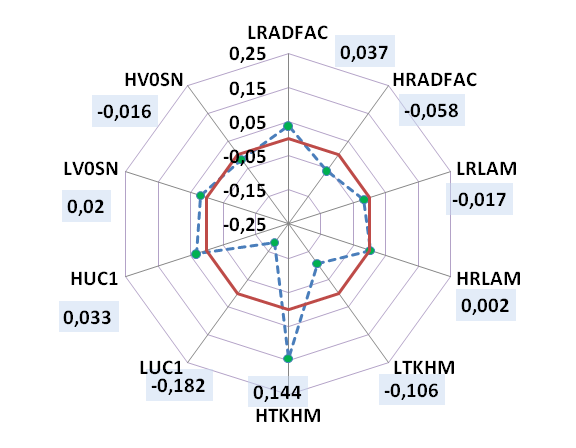 LRADFAC
0,25
0,037
HV0SN
HRADFAC
0,15
-0,016
-0,058
0,05
LV0SN
LRLAM
-0,05
0,02
-0,017
-0,15
-0,25
HUC1
HRLAM
0,033
0,002
LUC1
LTKHM
-0,182
0,144
-0,106
HTKHM